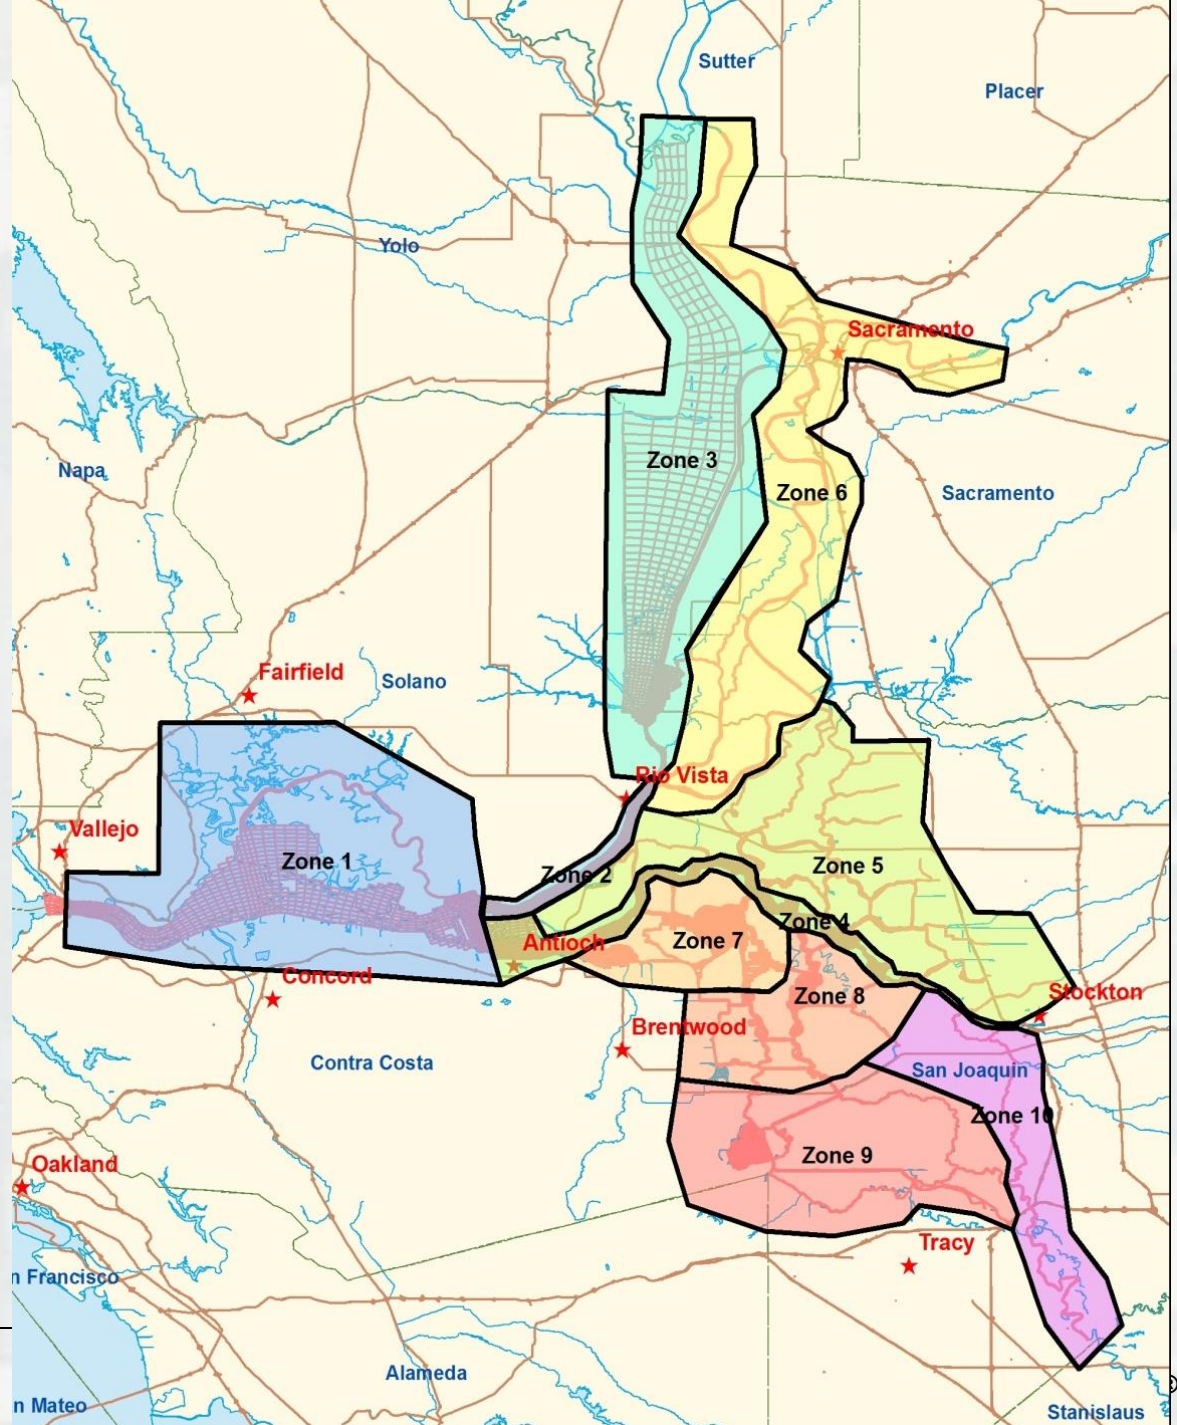 Sutter
Placer
Yolo
Sacramento
Zone 3
Napa
Zone 6
Sacramento
Fairfield
Solano
Rio Vista
Vallejo
Zone 1
Zone 2
Zone 5
Zone 4
Antioch
Zone 7
Concord
Zone 8
Stockton
Brentwood
Contra Costa
San Joaquin
Zone 10
Zone 9
Oakland
Tracy
n Francisco
Alameda
n Mateo
Stanislaus